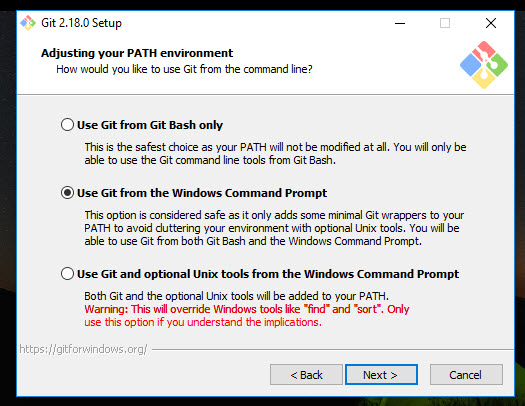 Git 2.18.0 Setup
Adjusting your PATH environment
How would you like to use Git from the command line?
Use Git from Git Bash only
This is the safest choice as your PATH will not be modified at all. You will only be
able to use the Git command line tools from Git Bash.
Use Git from the Windows Command Prompt
This option is considered safe as it only adds some minimal Git wrappers to your
PATH to avoid cluttering your environment with optional Unix tools. You will be
able to use Git from both Git Bash and the Windows Command Prompt.
Use Git and optional Unix tools from the Windows Command Prompt
Both Git and the optional Unix tools will be added to your PATH.
Warning: This will override Windows tools like "find" and "sort". Only
use this option if you understand the implications.
https://gitforwindows.org/
< Back Next > Cancel